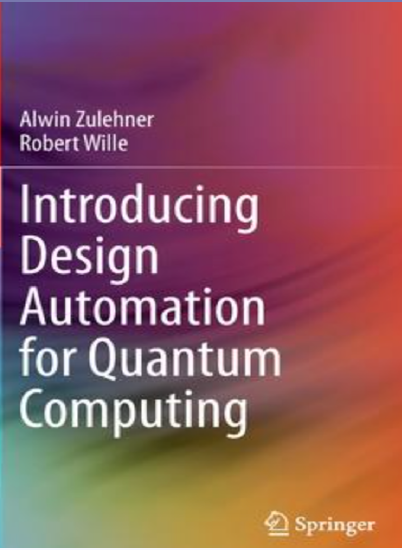 Alwin Zulehner
Robert Wille
Introducing
Design
Automation
for Quantum
Computing
Springer